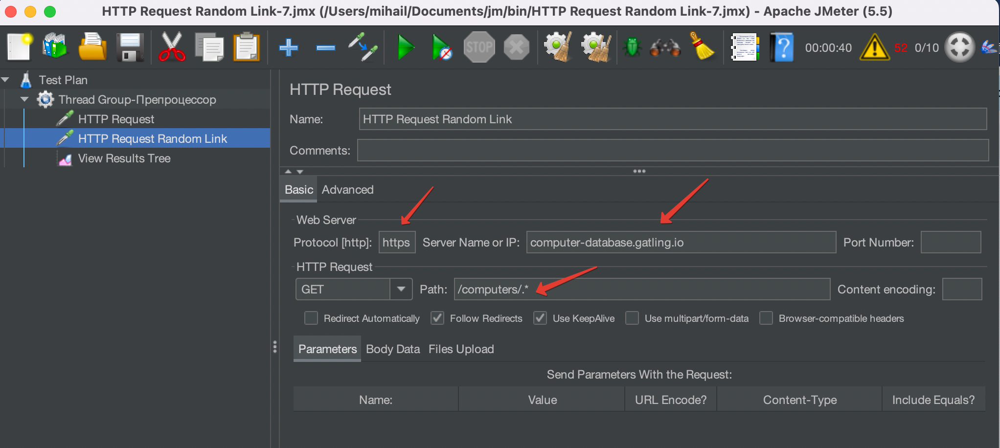 HTTP Request Random Link-7.jmx (/Users/mihail/Documents/jm/bin/HTTP Request Random Link-7.jmx) - Apache JMeter (5.5)
STOP
00:00:40
52
0/10
Test Plan
Thread Group-Препроцессор
HTTP Request
HTTP Request Random Link
View Results Tree
HTTP Request
Name: HTTP Request Random Link
Comments:
Basic Advanced
Web Server
Protocol [http]: https Server Name or IP: computer-database.gatling.io Port Number:
HTTP Request
GET Path: /computers/.* Content encoding:
Redirect Automatically Follow Redirects Use KeepAlive Use multipart/form-data Browser-compatible headers
Parameters Body Data Files Upload
Send Parameters With the Request:
Name: Value URL Encode? Content-Type Include Equals?